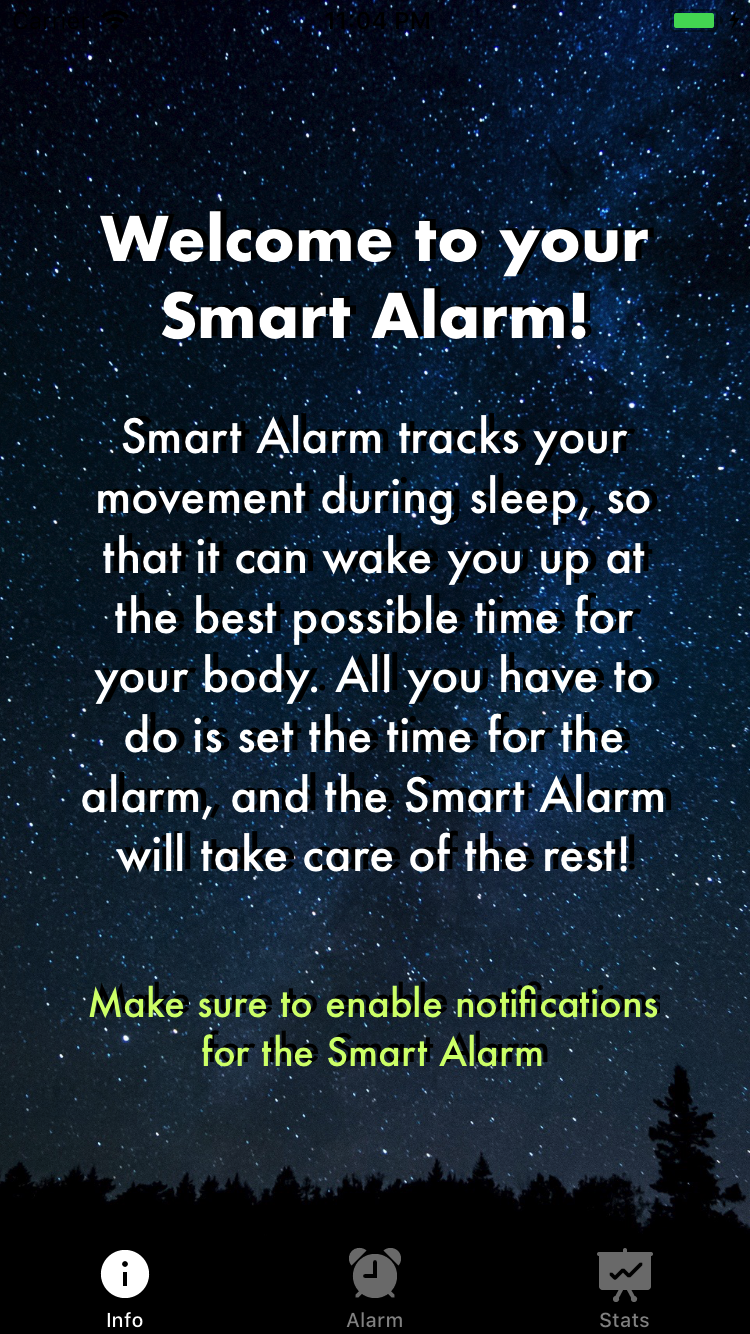 Welcome to your
Smart Alarm!
Smart Alarm tracks your
movement during sleep, so
that it can wake you up at
the best possible time for
your body. All you have to
do is set the time for the
alarm, and the Smart Alarm
will take care of the rest!
Make sure to enable notifications
for the Smart Alarm
Info
Alarm
Stats